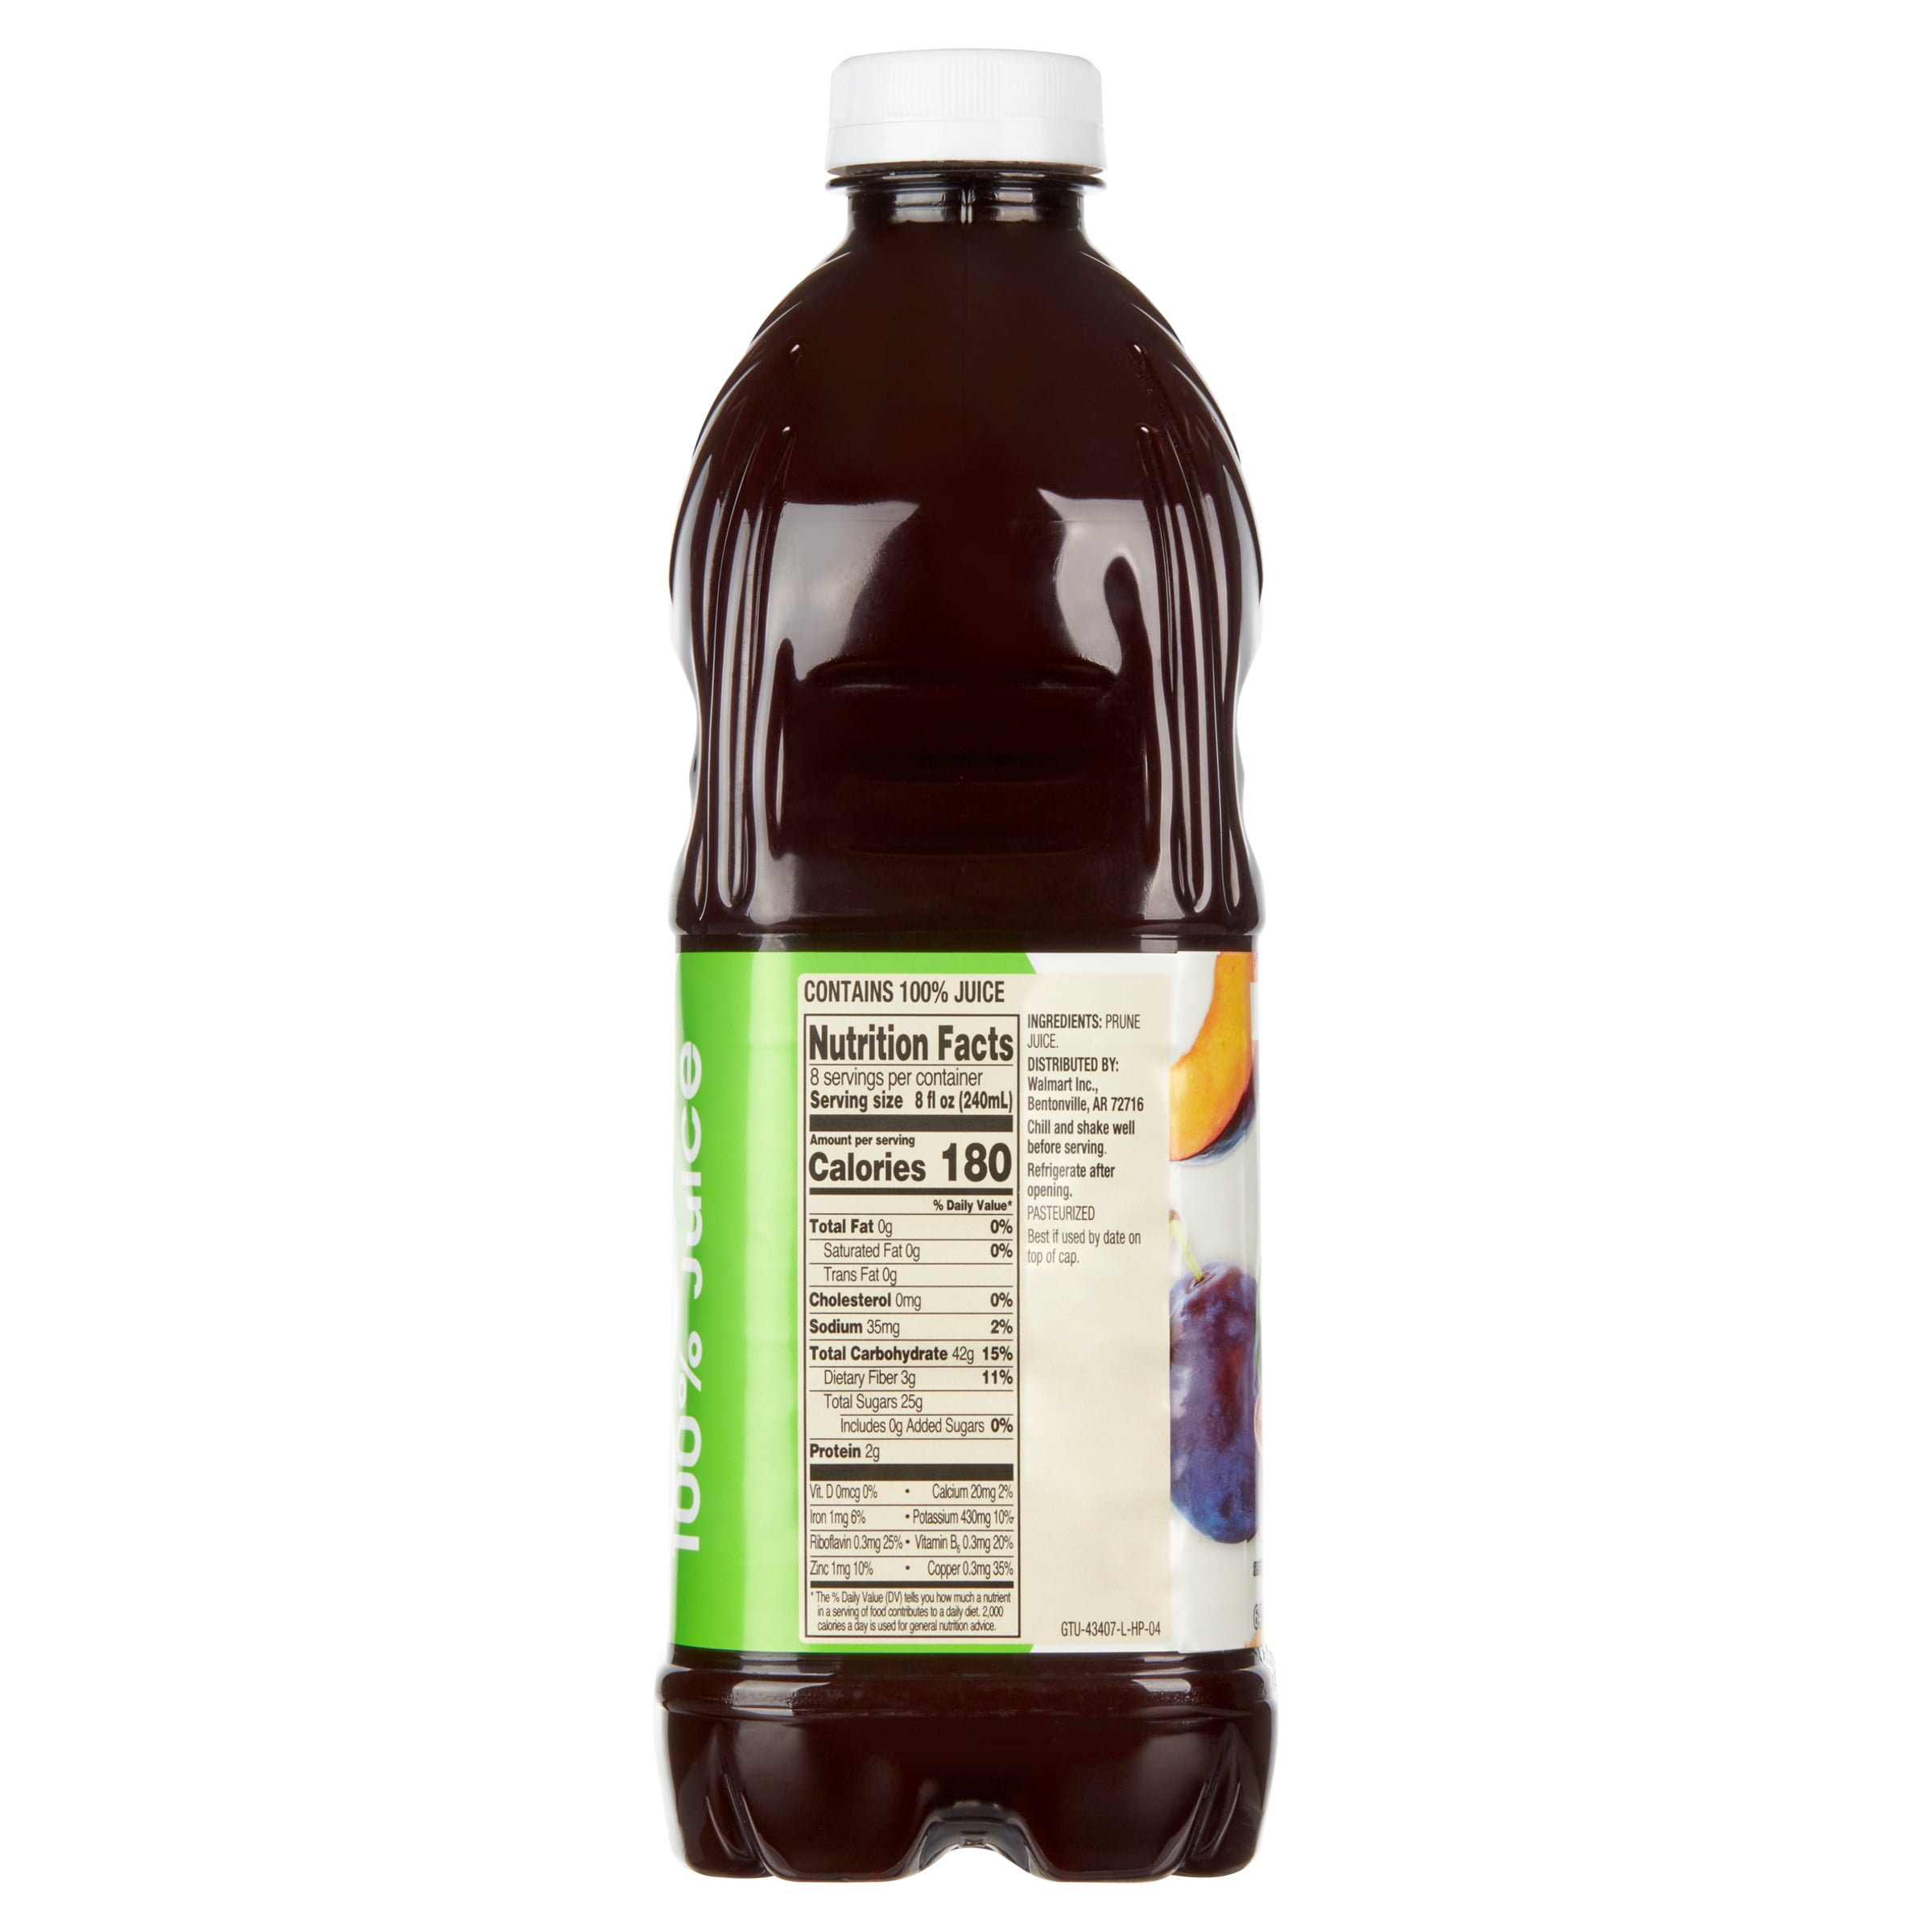 100% Juice
CONTAINS 100% JUICE
Nutrition Facts
8 servings per container
Serving size 8 fl oz (240mL)
Amount per serving
Calories 180
% Daily Value*
Total Fat 0g 0%
Saturated Fat 0g 0%
Trans Fat 0g
Cholesterol 0mg 0%
Sodium 35mg 2%
Total Carbohydrate 42g 15%
Dietary Fiber 3g 11%
Total Sugars 25g
Includes 0g Added Sugars 0%
Protein 2g
Vit. D 0mcg 0% • Calcium 20mg 2%
Iron 1mg 6% • Potassium 430mg 10%
Riboflavin 0.3mg 25% • Vitamin B₆ 0.3mg 20%
Zinc 1mg 10% • Copper 0.3mg 35%
* The % Daily Value (DV) tells you how much a nutrient
in a serving of food contributes to a daily diet. 2,000
calories a day is used for general nutrition advice.
INGREDIENTS: PRUNE
JUICE.
DISTRIBUTED BY:
Walmart Inc.,
Bentonville, AR 72716
Chill and shake well
before serving.
Refrigerate after
opening.
PASTEURIZED
Best if used by date on
top of cap.
GTU-43407-L-HP-04